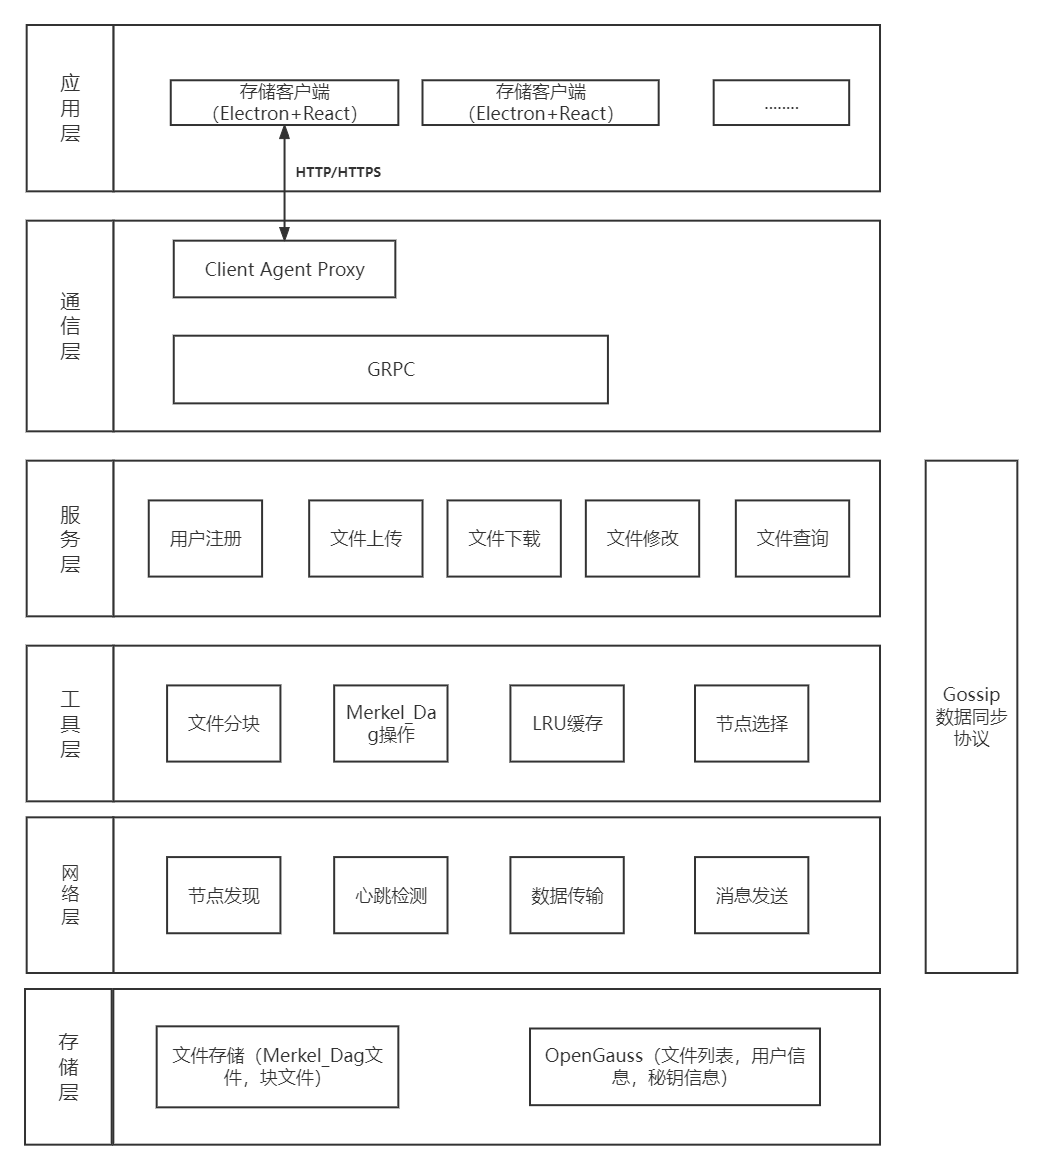 应
用
层
存储客户端
（Electron+React）
存储客户端
（Electron+React）
........
HTTP/HTTPS
通
信
层
Client Agent Proxy
GRPC
服
务
层
用户注册
文件上传
文件下载
文件修改
文件查询
工
具
层
文件分块
Merkel_Da
g操作
LRU缓存
节点选择
Gossip
数据同步
协议
网
络
层
节点发现
心跳检测
数据传输
消息发送
存
储
层
文件存储（Merkel_Dag文
件，块文件）
OpenGauss（文件列表，用户信
息，秘钥信息）